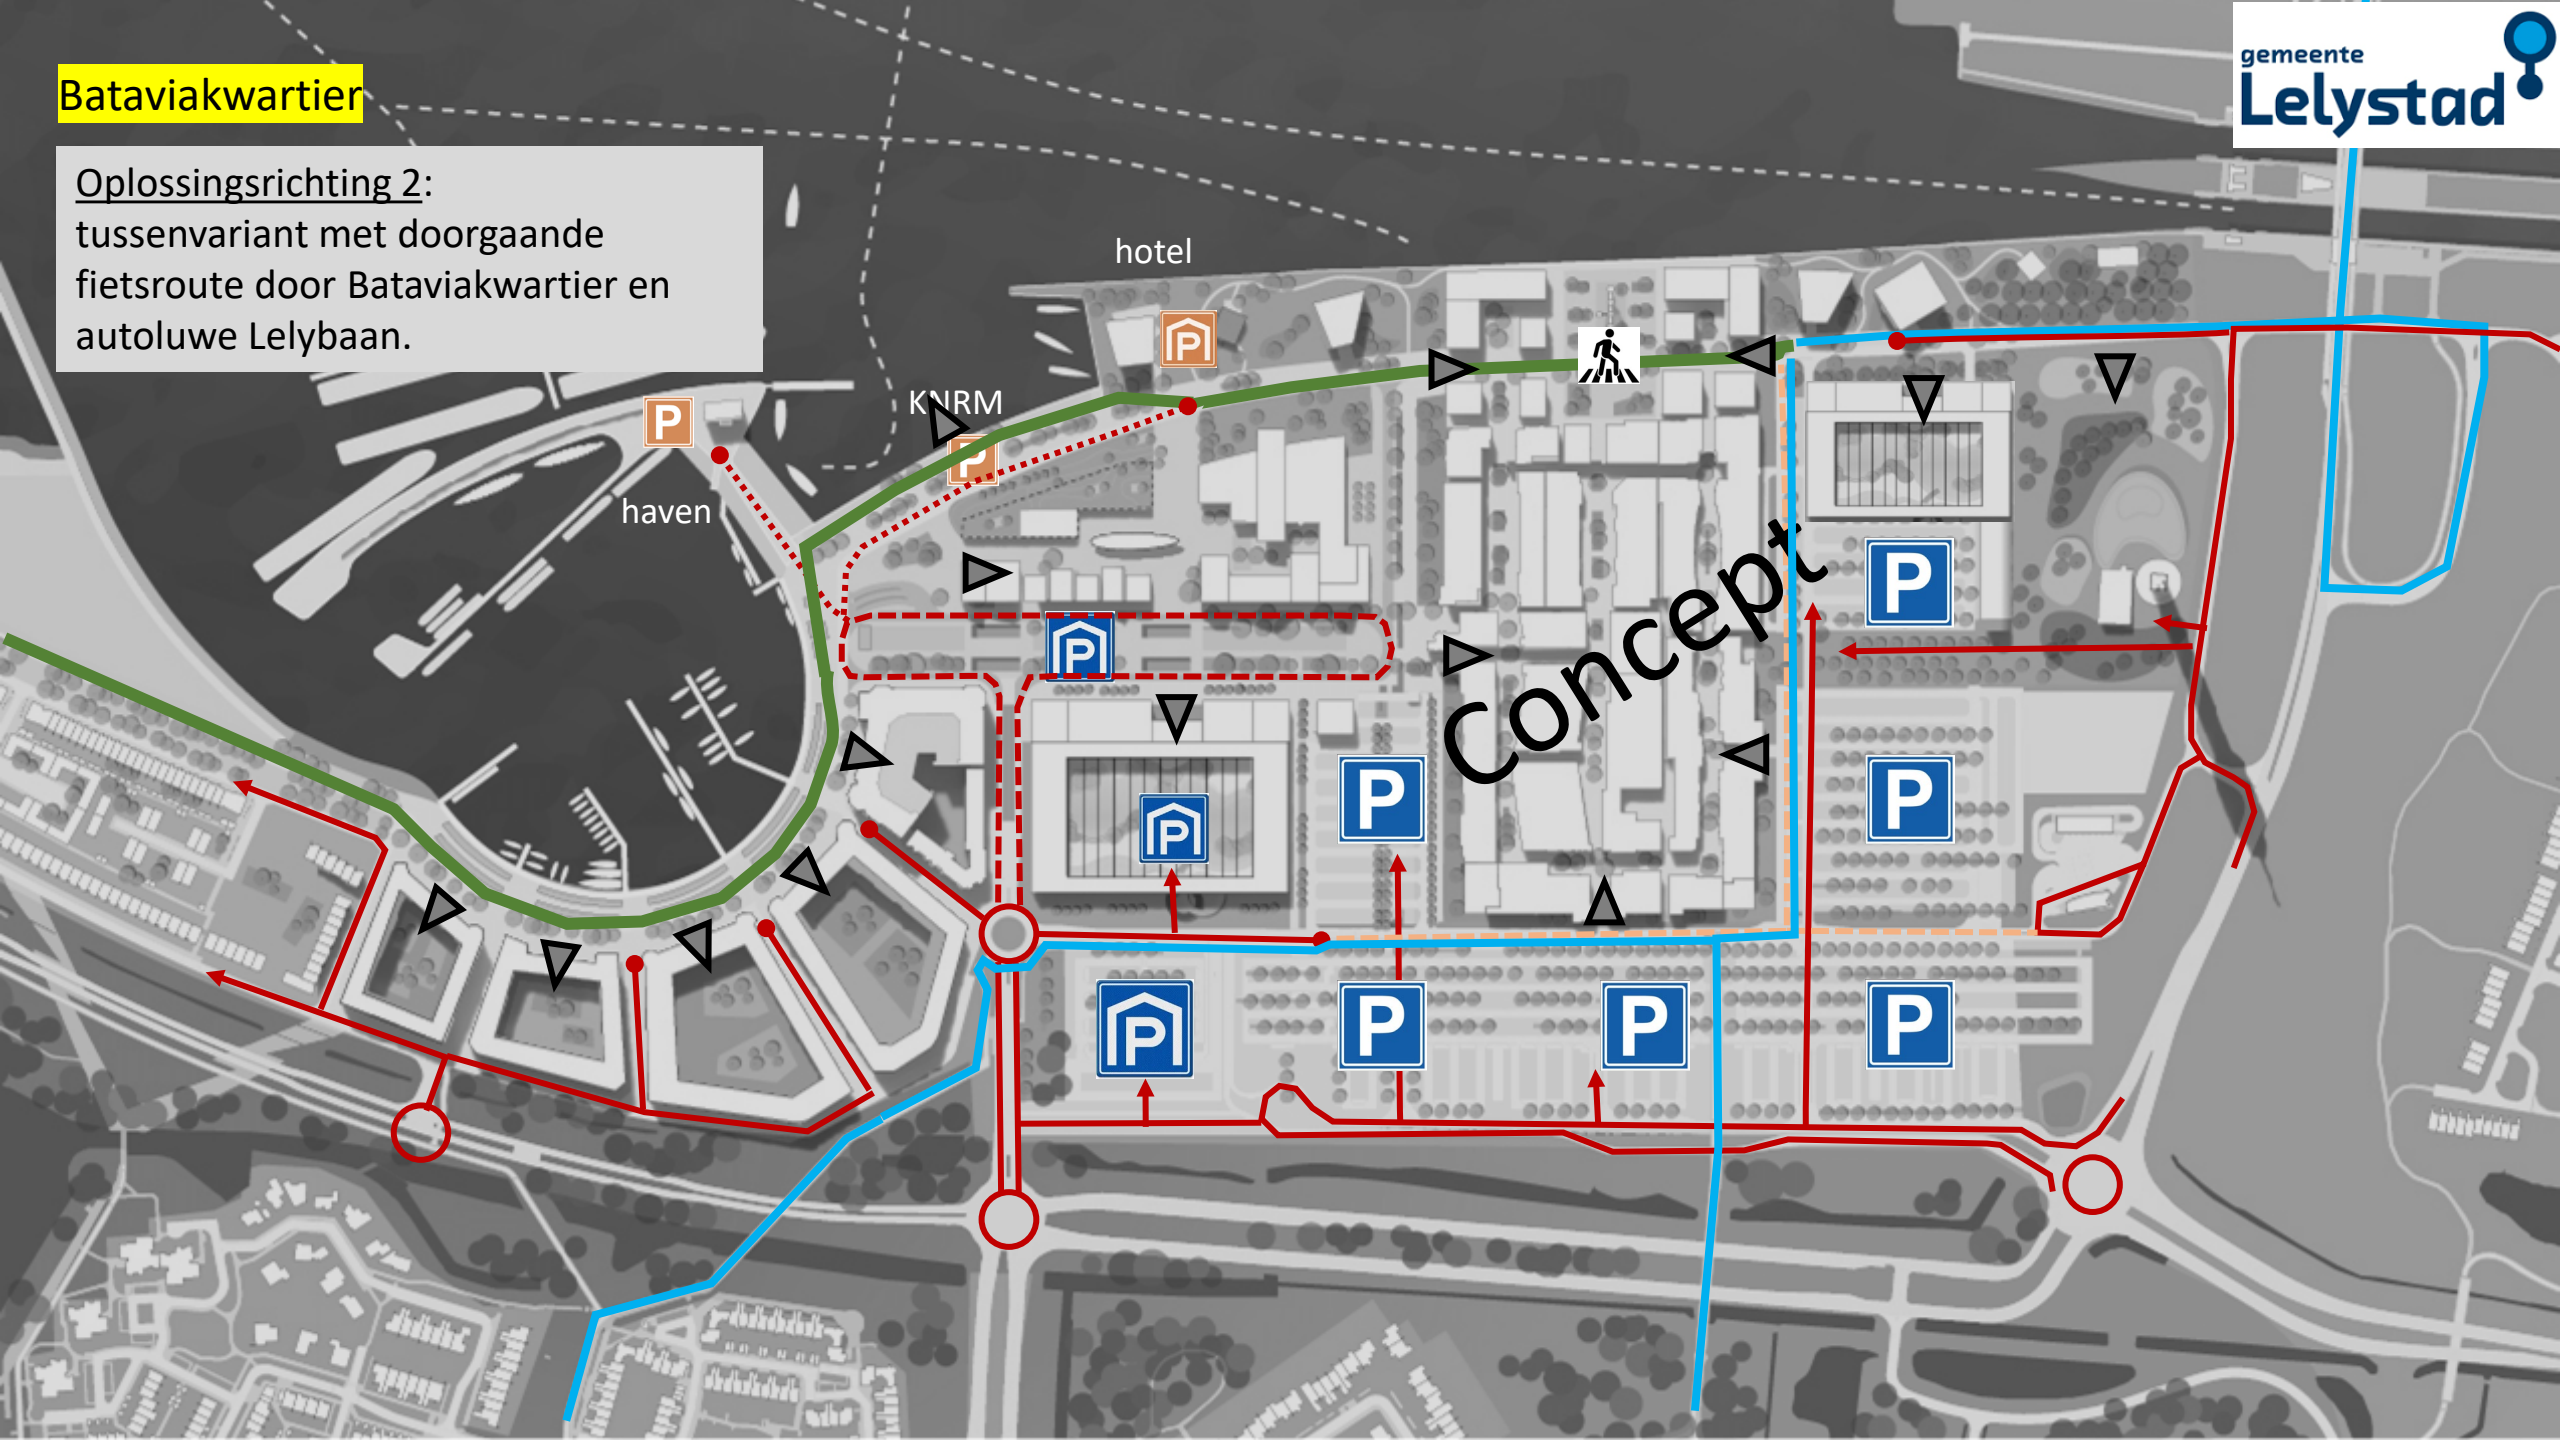 Bataviakwartier
gemeente
Lelystad
Oplossingsrichting 2:
tussenvariant met doorgaande
fietsroute door Bataviakwartier en
autoluwe Lelybaan.
hotel
P
KNRM
P
P
haven
P
P
Concept
P
P
P
P
P
P
P
P